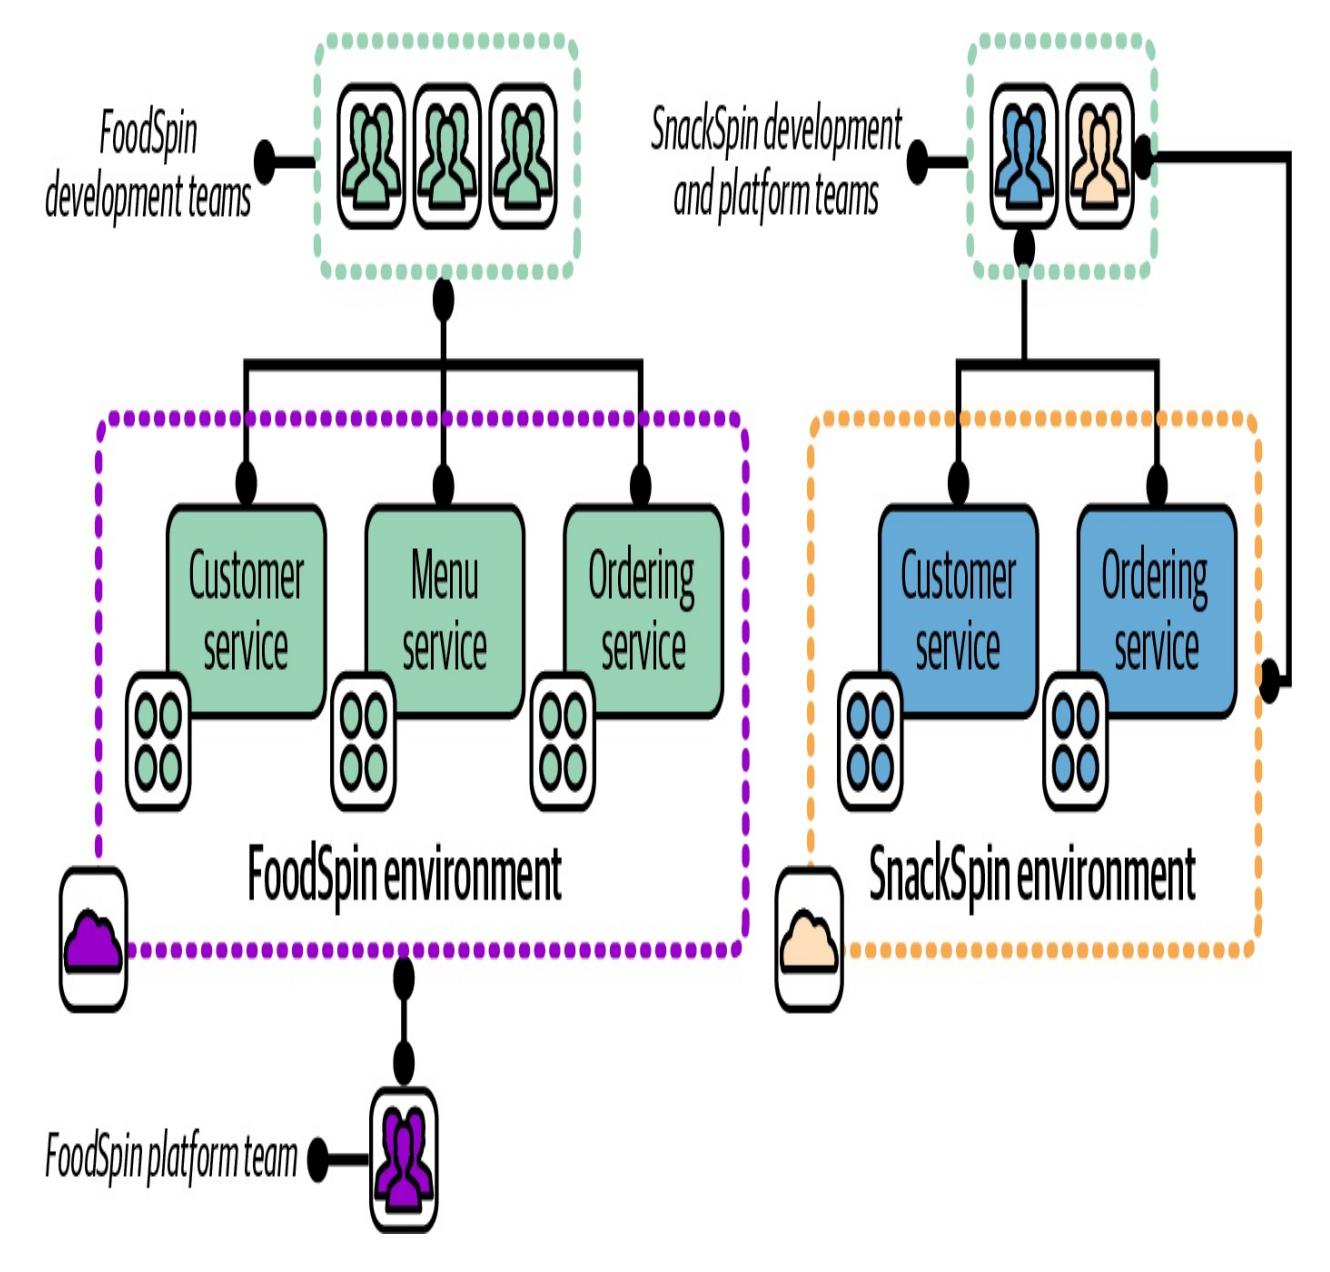 FoodSpin
development teams
SnackSpin development
and platform teams
Customer
service
Menu
service
Ordering
service
Customer
service
Ordering
service
FoodSpin environment
SnackSpin environment
FoodSpin platform team